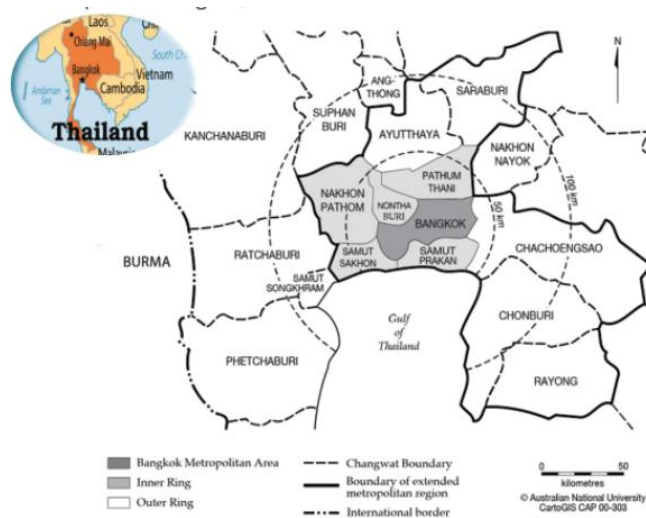 Laos
Chiang Mai
South Ch
Bangkok
Vietnam
Andaman
Sea
Cambodia
Thailand
Malaysia
N
ANG
THONG
SARABURI
SUPHAN
BURI
KANCHANABURI
AYUTTHAYA
NAKHON
NAYOK
PATHUM
THANI
NAKHON
PATHOM
NONTHA
BURI
BANGKOK
50 km
100 km
CHACHOENGSAO
BURMA
RATCHABURI
SAMUT
SAKHON
SAMUT
PRAKAN
SAMUT
SONGKHRAM
Gulf
of
Thailand
CHONBURI
PHETCHABURI
RAYONG
Bangkok Metropolitan Area
Inner Ring
Outer Ring
Changwat Boundary
Boundary of extended
metropolitan region
International border
0 50
kilometres
© Australian National University
CartoGIS CAP 00-303